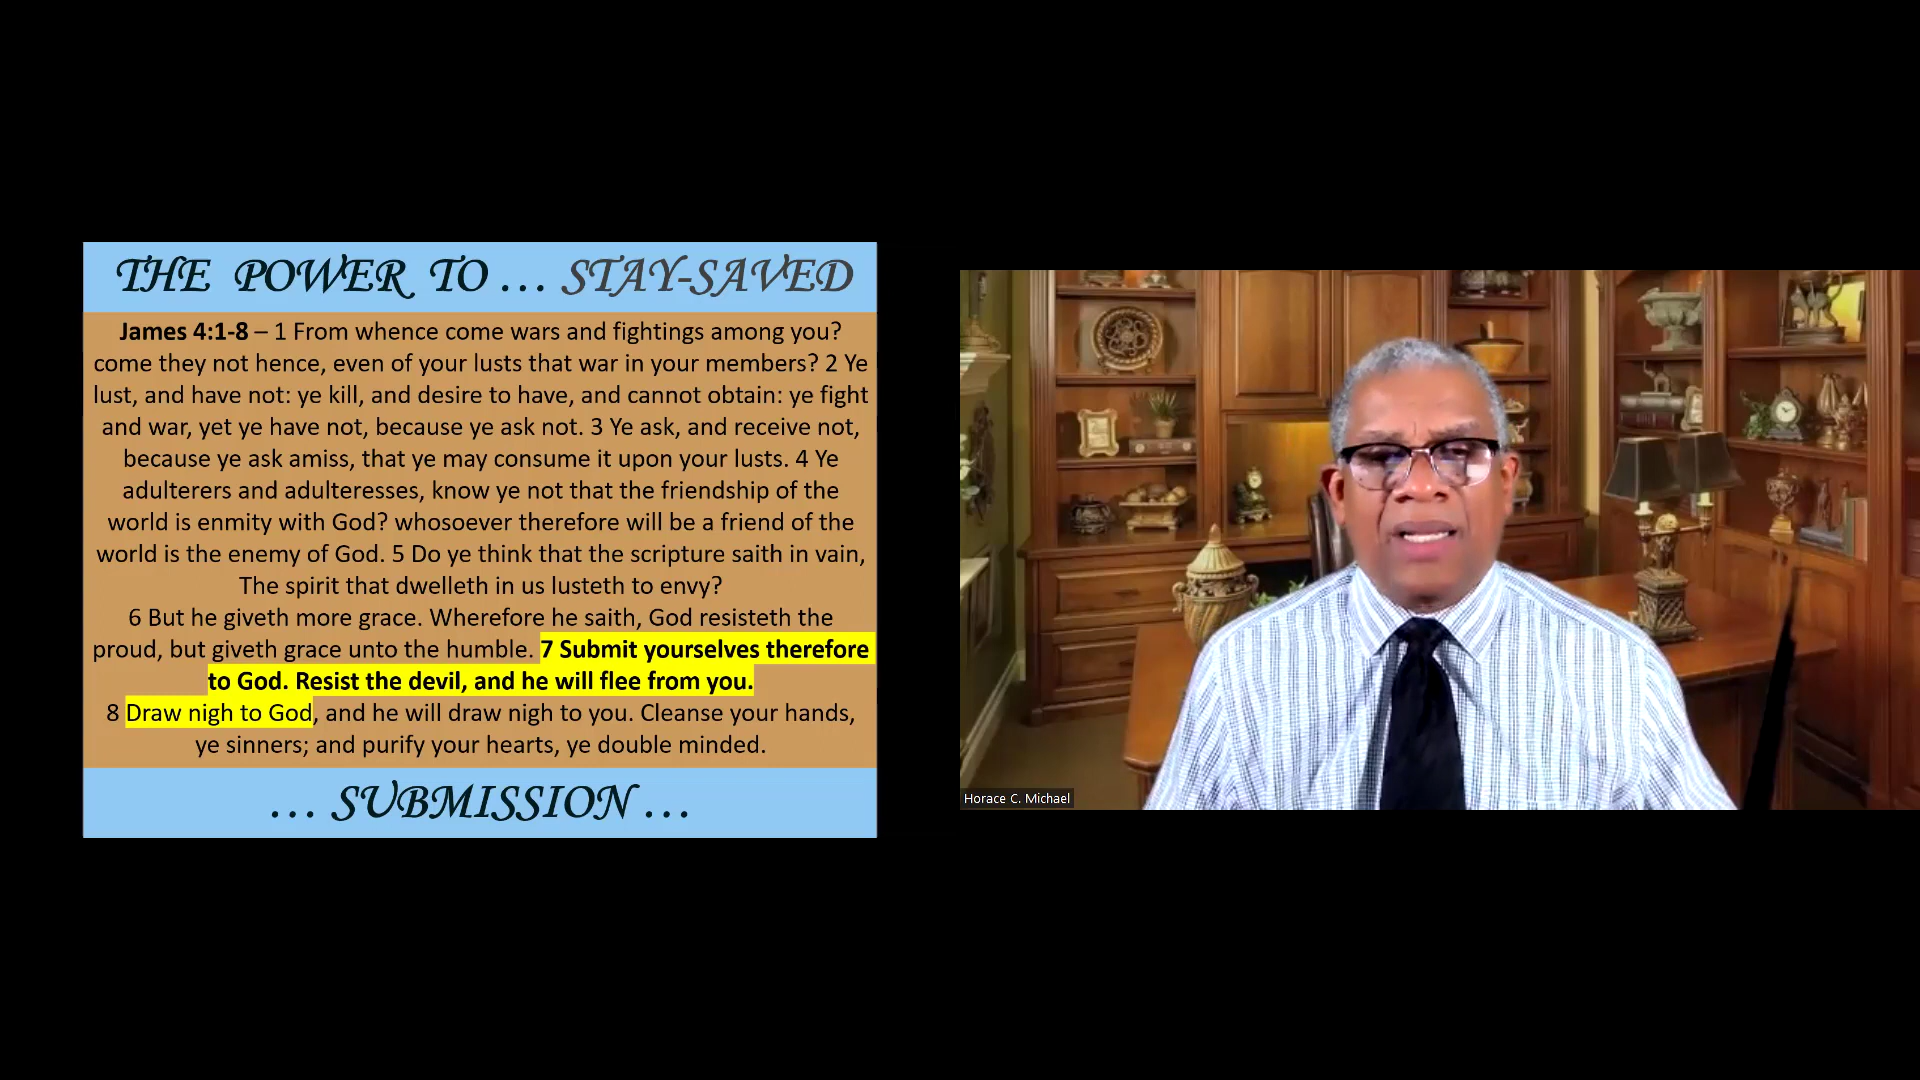 THE POWER TO ... STAY-SAVED
James 4:1-8 – 1 From whence come wars and fightings among you?
come they not hence, even of your lusts that war in your members? 2 Ye
lust, and have not: ye kill, and desire to have, and cannot obtain: ye fight
and war, yet ye have not, because ye ask not. 3 Ye ask, and receive not,
because ye ask amiss, that ye may consume it upon your lusts. 4 Ye
adulterers and adulteresses, know ye not that the friendship of the
world is enmity with God? whosoever therefore will be a friend of the
world is the enemy of God. 5 Do ye think that the scripture saith in vain,
The spirit that dwelleth in us lusteth to envy?
6 But he giveth more grace. Wherefore he saith, God resisteth the
proud, but giveth grace unto the humble. 7 Submit yourselves therefore
to God. Resist the devil, and he will flee from you.
8 Draw nigh to God, and he will draw nigh to you. Cleanse your hands,
ye sinners; and purify your hearts, ye double minded.
... SUBMISSION ...
Horace C. Michael